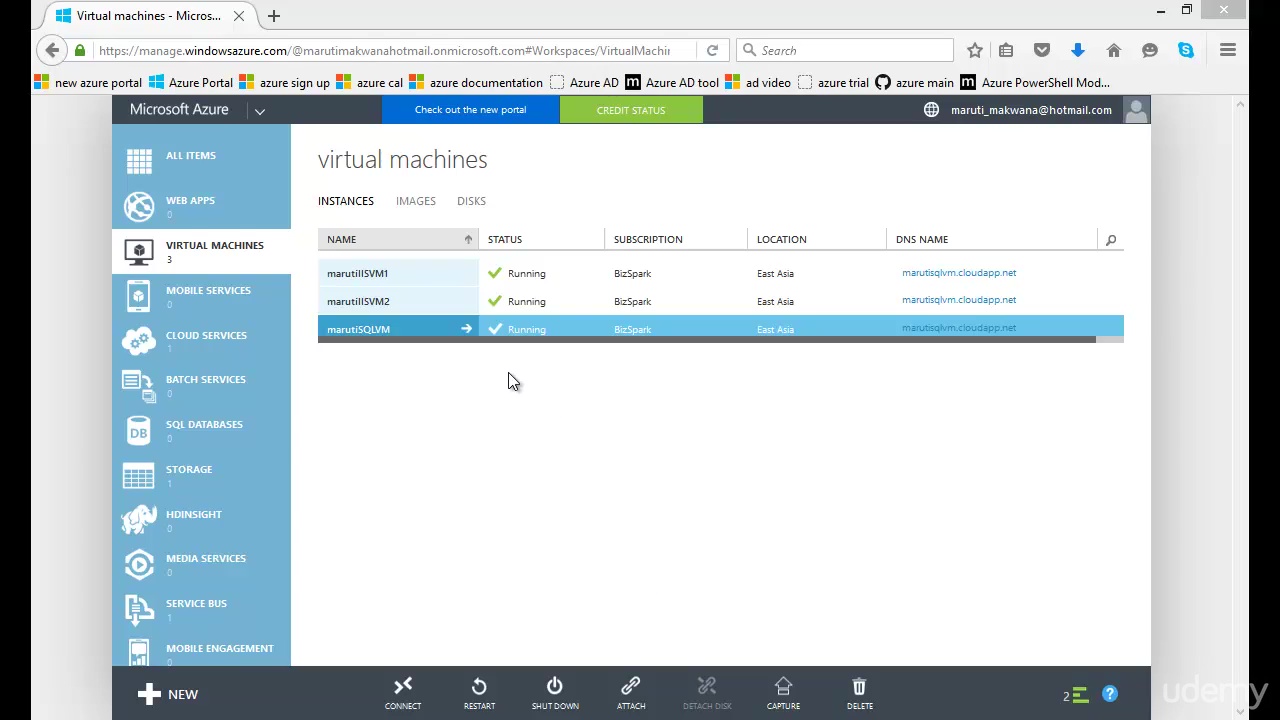 Virtual machines - Micros...
https://manage.windowsazure.com/@marutimakwanahotmail.onmicrosoft.com#Workspaces/VirtualMachin
Search
new azure portal
Azure Portal
azure sign up
azure cal
azure documentation
Azure AD
Azure AD tool
ad video
azure trial
azure main
Azure PowerShell Mod...
Microsoft Azure
Check out the new portal
CREDIT STATUS
maruti_makwana@hotmail.com
ALL ITEMS
WEB APPS
0
VIRTUAL MACHINES
3
MOBILE SERVICES
0
CLOUD SERVICES
1
BATCH SERVICES
0
SQL DATABASES
0
DB
STORAGE
1
HDINSIGHT
0
MEDIA SERVICES
0
SERVICE BUS
1
MOBILE ENGAGEMENT
0
virtual machines
INSTANCES IMAGES DISKS
NAME STATUS SUBSCRIPTION LOCATION DNS NAME
marutiIISVM1 Running BizSpark East Asia marutisqlvm.cloudapp.net
marutiIISVM2 Running BizSpark East Asia marutisqlvm.cloudapp.net
marutiSQLVM Running BizSpark East Asia marutisqlvm.cloudapp.net
NEW
CONNECT
RESTART
SHUT DOWN
ATTACH
DETACH DISK
CAPTURE
DELETE
2
?
udemy